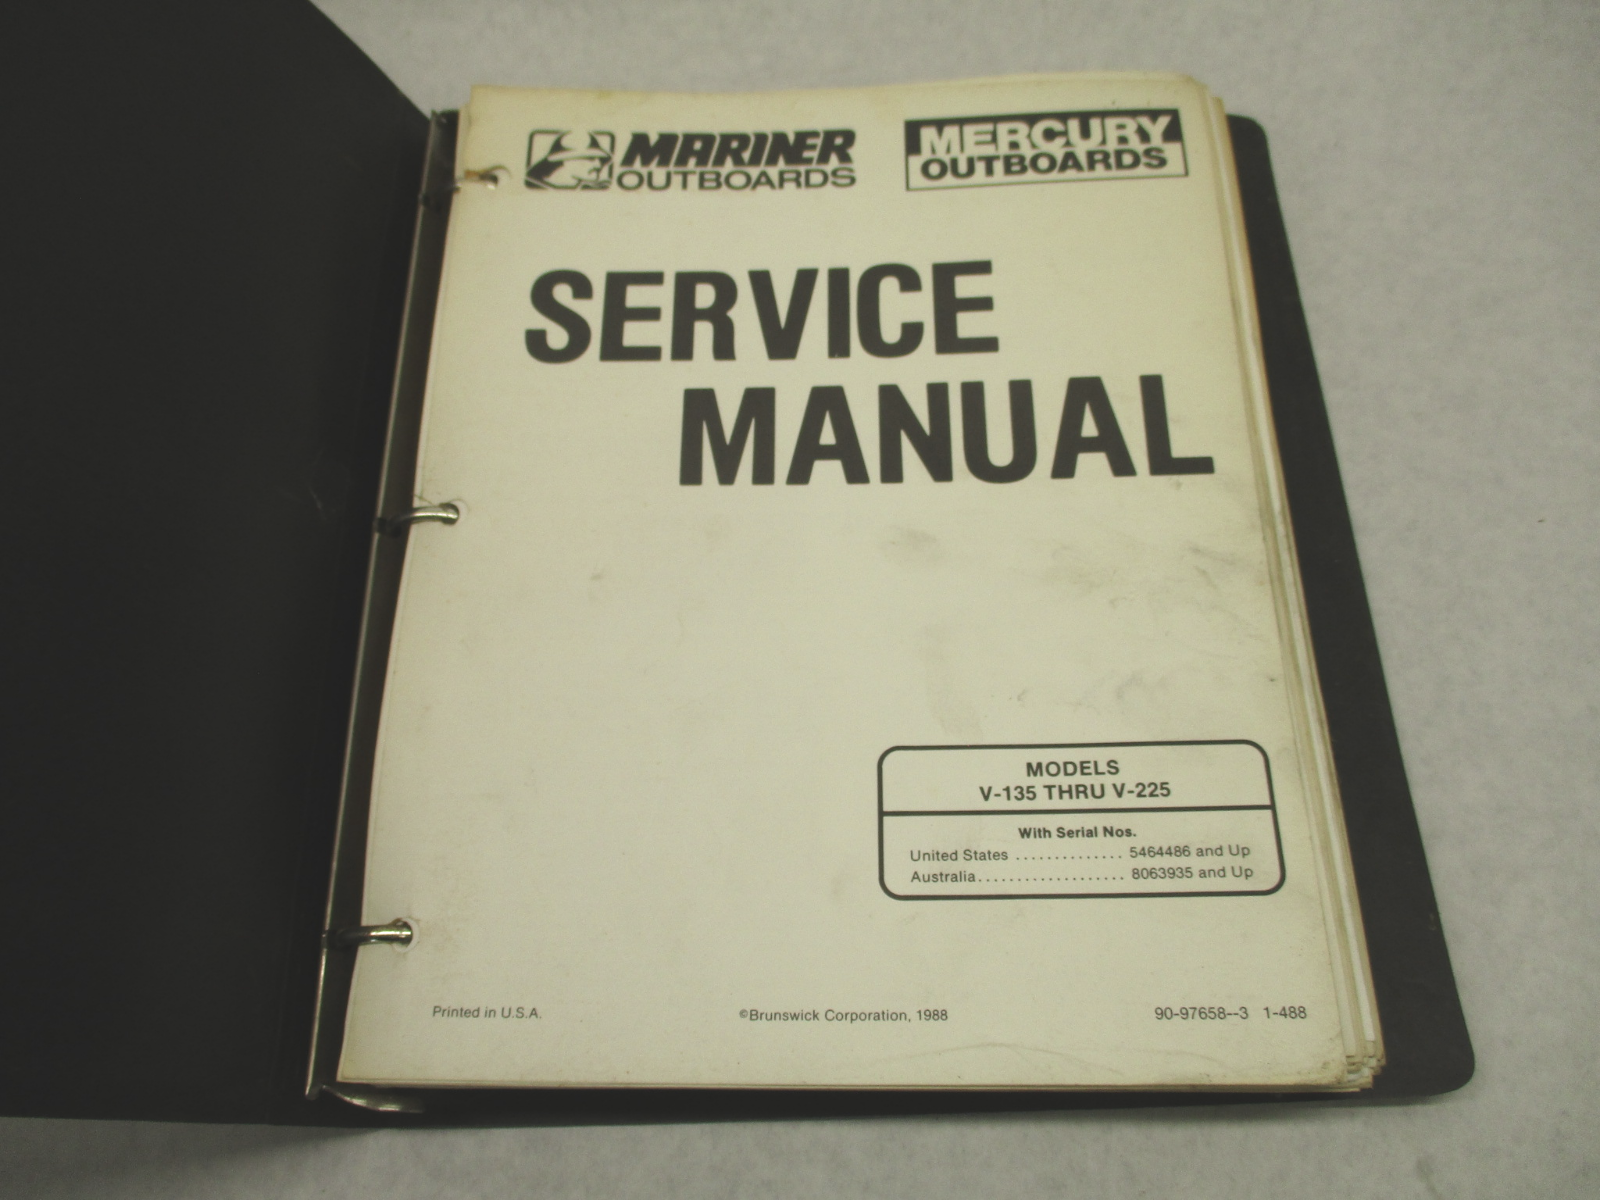 MARINER
OUTBOARDS
MERCURY
OUTBOARDS
SERVICE
MANUAL
MODELS
V-135 THRU V-225
With Serial Nos.
United States .............. 5464486 and Up
Australia................... 8063935 and Up
Printed in U.S.A.
©Brunswick Corporation, 1988
90-97658--3 1-488